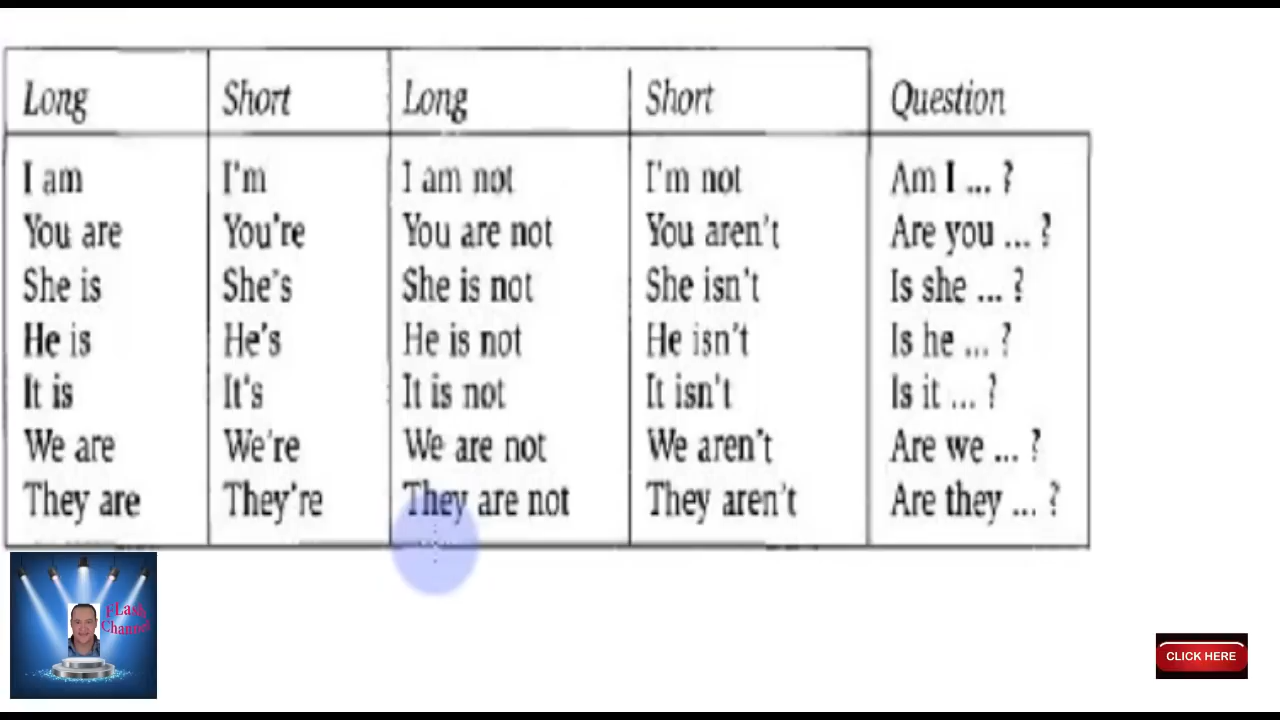 Long Short Long Short Question
I am I'm I am not I'm not Am I ... ?
You are You're You are not You aren't Are you ... ?
She is She's She is not She isn't Is she ... ?
He is He's He is not He isn't Is he ... ?
It is It's It is not It isn't Is it ... ?
We are We're We are not We aren't Are we ... ?
They are They're They are not They aren't Are they ... ?
FLash
Channel
CLICK HERE